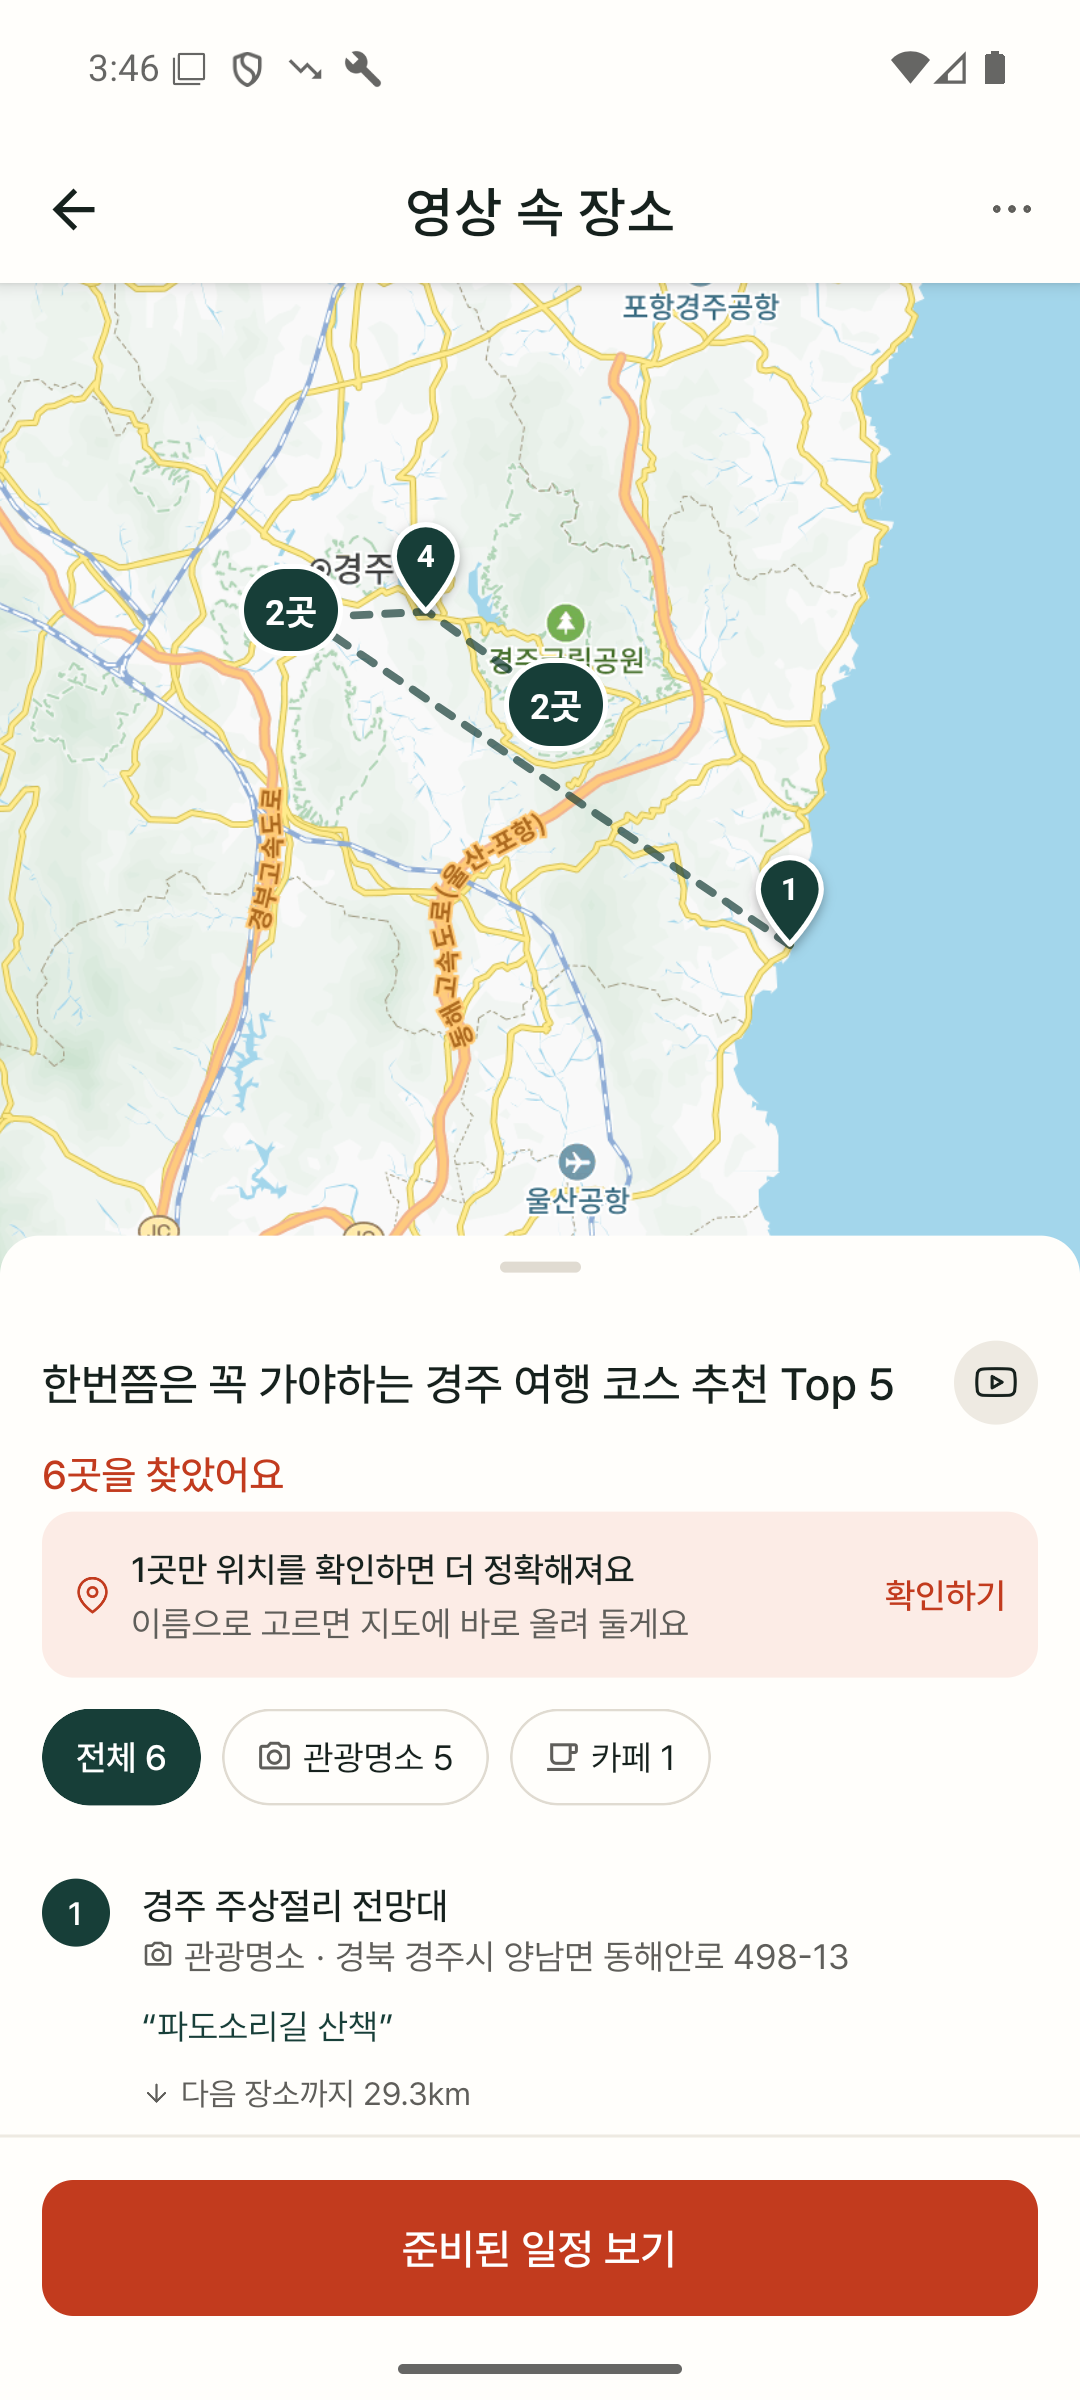 3:46
영상 속 장소
포항경주공항
경주
4
2곳
경주국립공원
2곳
경부고속도로
동해 고속도로(울산-포항)
1
울산공항
JC
JC
한번쯤은 꼭 가야하는 경주 여행 코스 추천 Top 5
6곳을 찾았어요
1곳만 위치를 확인하면 더 정확해져요
이름으로 고르면 지도에 바로 올려 둘게요
확인하기
전체 6
관광명소 5
카페 1
1
경주 주상절리 전망대
관광명소 · 경북 경주시 양남면 동해안로 498-13
“파도소리길 산책”
다음 장소까지 29.3km
준비된 일정 보기